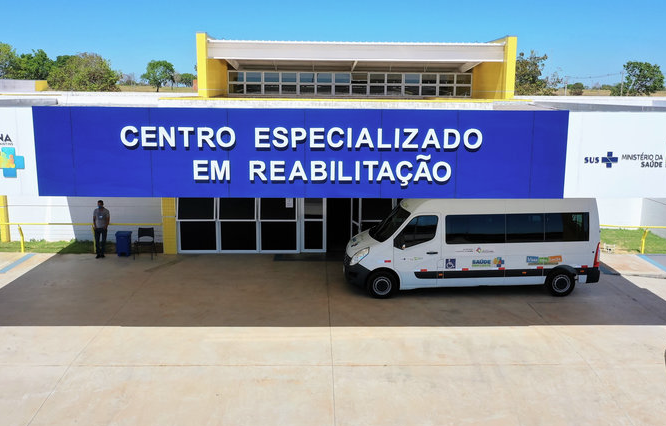 CENTRO ESPECIALIZADO
EM REABILITAÇÃO
NA
SUS
MINISTÉRIO DA
SAÚDE
SAÚDE